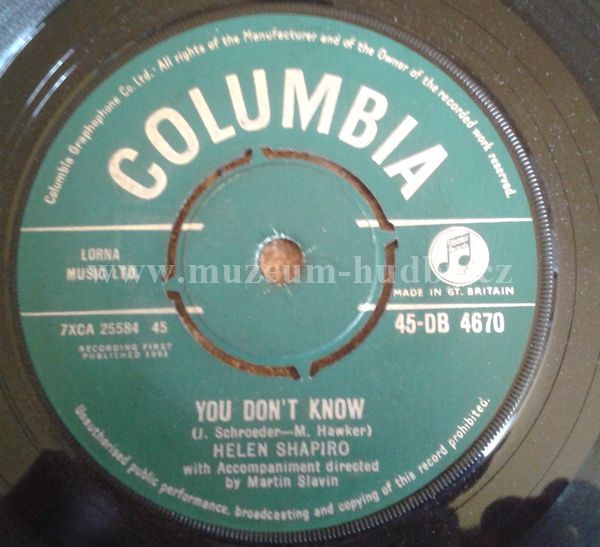 Columbia Graphophone Co. Ltd.- All rights of the Manufacturer and of the Owner of the recorded work reserved.
COLUMBIA
LORNA
MUSIC LTD.
www.muzeum-hudby.cz
MADE IN GT. BRITAIN
7XCA 25584 45
45-DB 4670
RECORDING FIRST
PUBLISHED 1961
YOU DON'T KNOW
(J. Schroeder—M. Hawker)
HELEN SHAPIRO
with Accompaniment directed
by Martin Slavin
Unauthorised public performance, broadcasting and copying of this record prohibited.